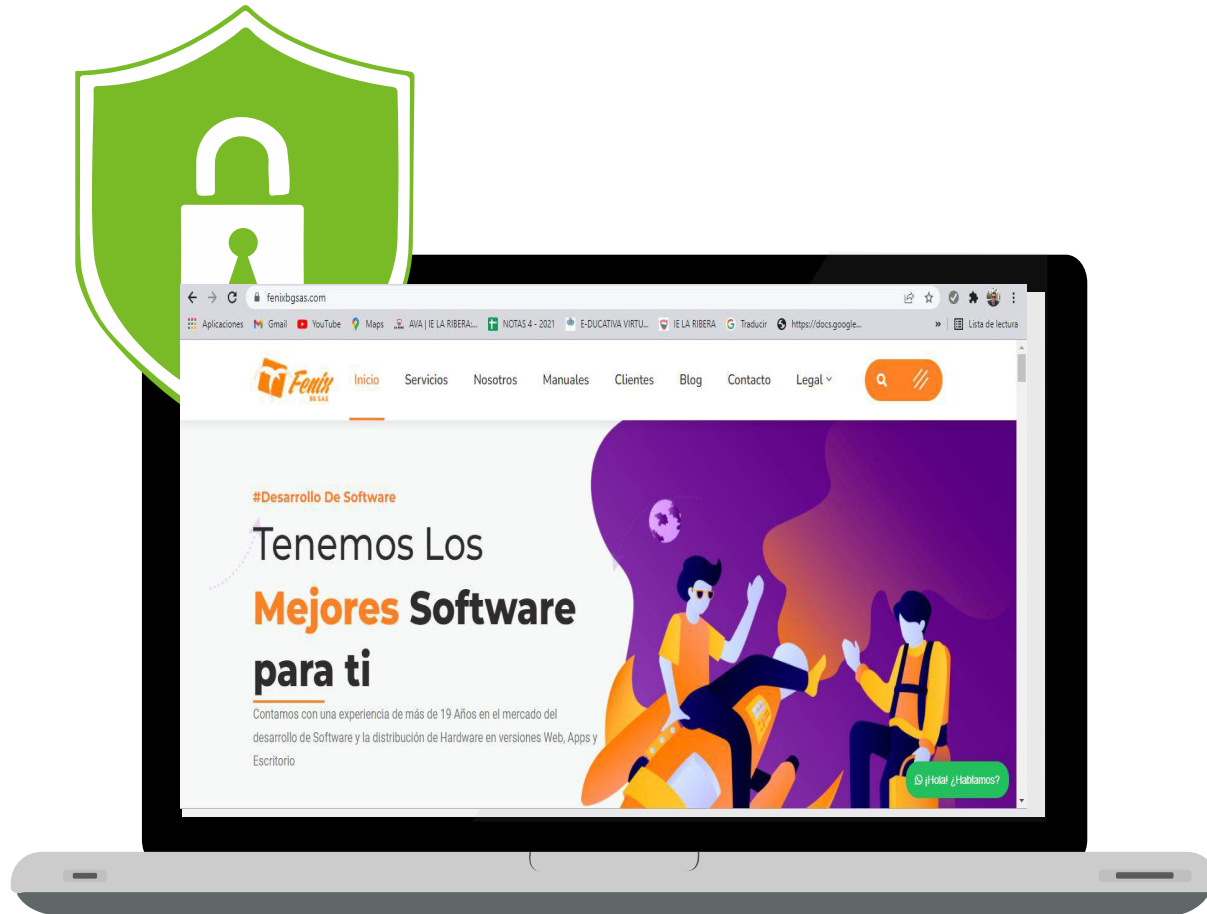 fenixbgsas.com
Aplicaciones Gmail YouTube Maps AVA | IE LA RIBERA:... NOTAS 4 - 2021 E-DUCATIVA VIRTU... IE LA RIBERA Traducir https://docs.google... » Lista de lectura
Fenix
BG S.A.S
Inicio Servicios Nosotros Manuales Clientes Blog Contacto Legal
#Desarrollo De Software
Tenemos Los
Mejores Software
para ti
Contamos con una experiencia de más de 19 Años en el mercado del
desarrollo de Software y la distribución de Hardware en versiones Web, Apps y
Escritorio
¡Hola! ¿Hablamos?